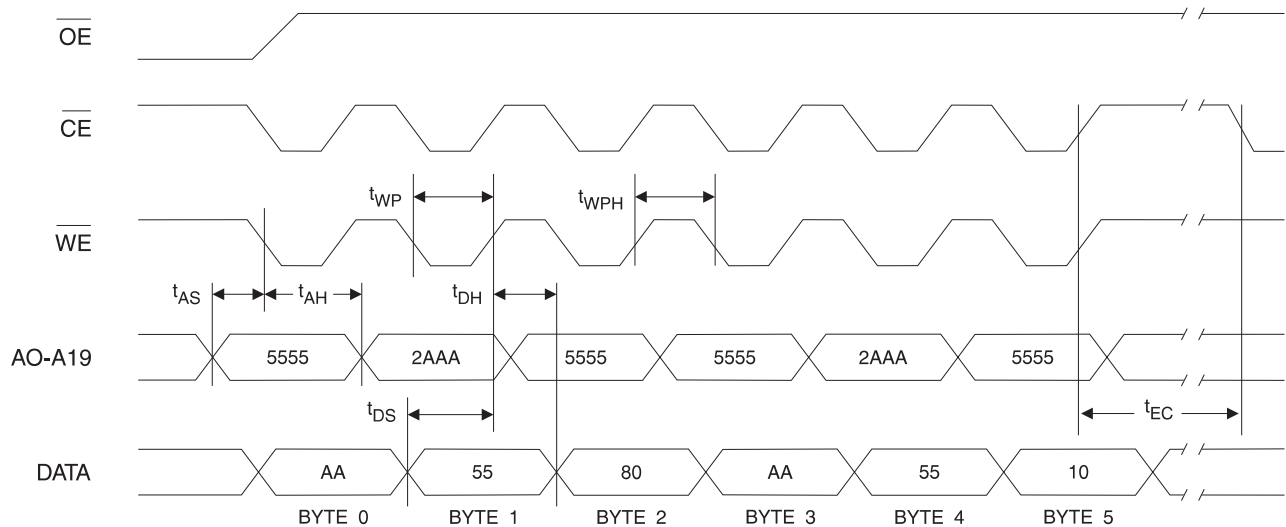 OE
CE
tWP
tWPH
WE
tAS
tAH
tDH
AO-A19
5555
2AAA
5555
5555
2AAA
5555
tDS
tEC
DATA
AA
55
80
AA
55
10
BYTE 0
BYTE 1
BYTE 2
BYTE 3
BYTE 4
BYTE 5